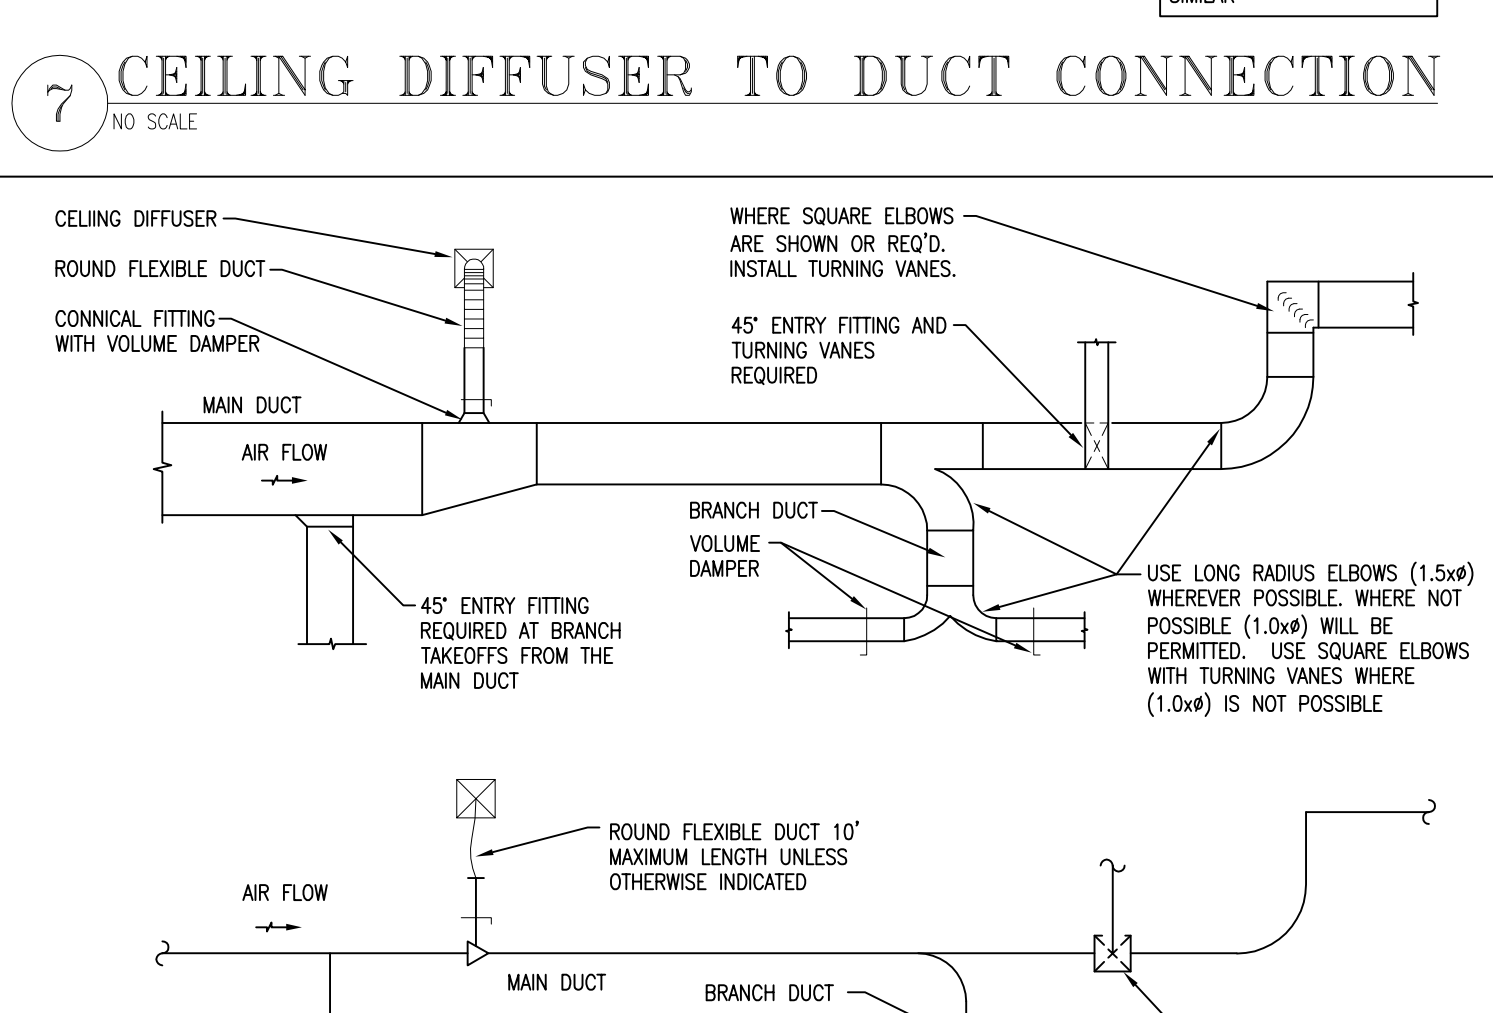 SIMILAR
7
CEILING DIFFUSER TO DUCT CONNECTION
NO SCALE
CELIING DIFFUSER
ROUND FLEXIBLE DUCT
CONNICAL FITTING
WITH VOLUME DAMPER
MAIN DUCT
AIR FLOW
WHERE SQUARE ELBOWS
ARE SHOWN OR REQ'D.
INSTALL TURNING VANES.
45° ENTRY FITTING AND
TURNING VANES
REQUIRED
BRANCH DUCT
VOLUME
DAMPER
45° ENTRY FITTING
REQUIRED AT BRANCH
TAKEOFFS FROM THE
MAIN DUCT
USE LONG RADIUS ELBOWS (1.5xø)
WHEREVER POSSIBLE. WHERE NOT
POSSIBLE (1.0xø) WILL BE
PERMITTED. USE SQUARE ELBOWS
WITH TURNING VANES WHERE
(1.0xø) IS NOT POSSIBLE
ROUND FLEXIBLE DUCT 10'
MAXIMUM LENGTH UNLESS
OTHERWISE INDICATED
AIR FLOW
MAIN DUCT
BRANCH DUCT